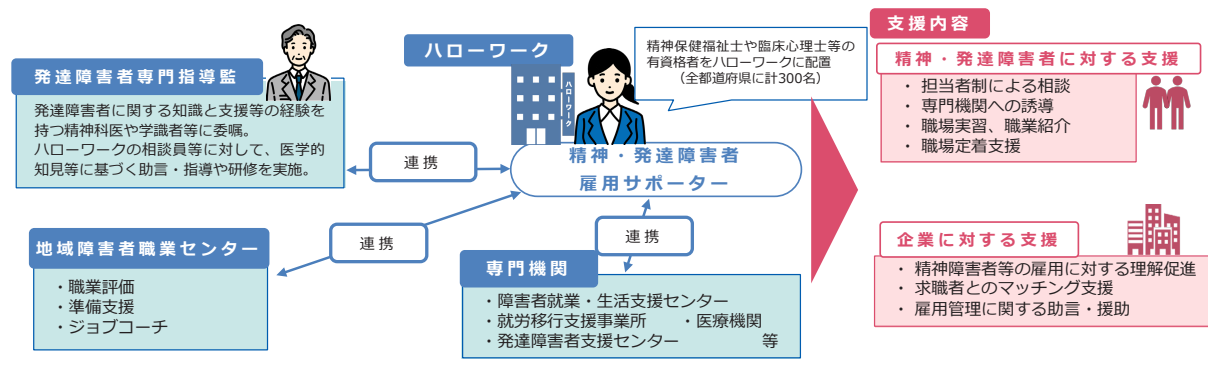 発達障害者専門指導監
発達障害者に関する知識と支援等の経験を
持つ精神科医や学識者等に委嘱。
ハローワークの相談員等に対して、医学的
知見等に基づく助言・指導や研修を実施。
連携
地域障害者職業センター
・職業評価
・準備支援
・ジョブコーチ
連携
ハローワーク
ハローワーク
精神保健福祉士や臨床心理士等の
有資格者をハローワークに配置
（全都道府県に計300名）
精神・発達障害者
雇用サポーター
連携
専門機関
・障害者就業・生活支援センター
・就労移行支援事業所　　・医療機関
・発達障害者支援センター　　　　等
支援内容
精神・発達障害者に対する支援
・ 担当者制による相談
・ 専門機関への誘導
・ 職場実習、職業紹介
・ 職場定着支援
企業に対する支援
・ 精神障害者等の雇用に対する理解促進
・ 求職者とのマッチング支援
・ 雇用管理に関する助言・援助